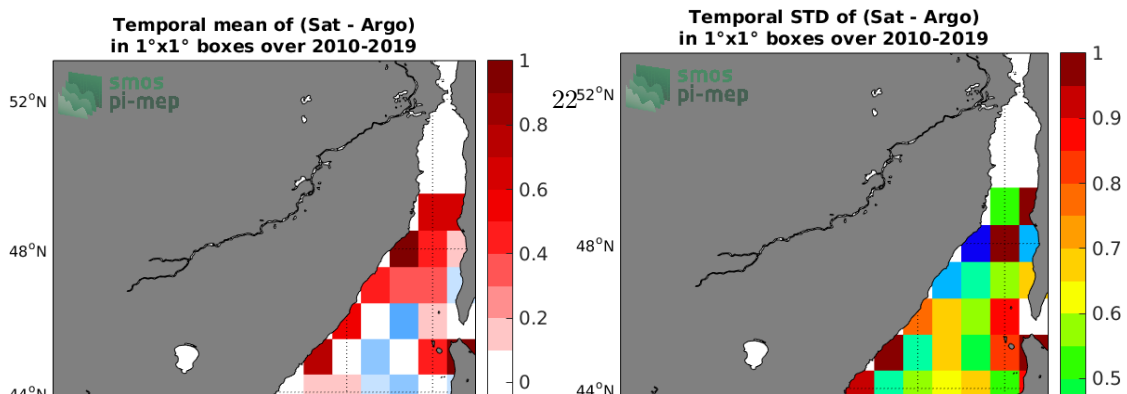 Temporal mean of (Sat - Argo)
in 1°x1° boxes over 2010-2019
smos
pi-mep
52°N
48°N
44°N
1
0.8
0.6
0.4
0.2
0
22
Temporal STD of (Sat - Argo)
in 1°x1° boxes over 2010-2019
smos
pi-mep
52°N
48°N
44°N
1
0.9
0.8
0.7
0.6
0.5